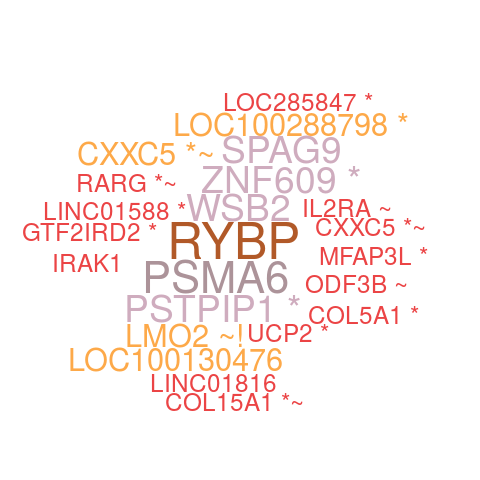 LOC285847 *
LOC100288798 *
CXXC5 *~ SPAG9
RARG *~ ZNF609 *
LINC01588 * WSB2 IL2RA ~
GTF2IRD2 * RYBP CXXC5 *~
IRAK1 MFAP3L *
PSMA6 ODF3B ~
PSTPIP1 * COL5A1 *
LMO2 ~! UCP2 *
LOC100130476
LINC01816
COL15A1 *~